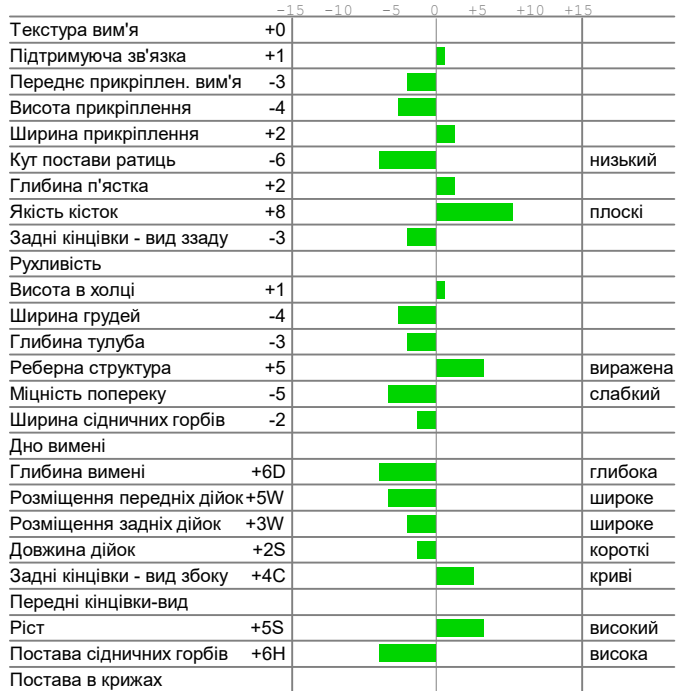 -15 -10 -5 0 +5 +10 +15
Текстура вим'я +0
Підтримуюча зв'язка +1
Переднє прикріплен. вим'я -3
Висота прикріплення -4
Ширина прикріплення +2
Кут постави ратиць -6 низький
Глибина п'ястка +2
Якість кісток +8 плоскі
Задні кінцівки - вид ззаду -3
Рухливість
Висота в холці +1
Ширина грудей -4
Глибина тулуба -3
Реберна структура +5 виражена
Міцність попереку -5 слабкий
Ширина сідничних горбів -2
Дно вимені
Глибина вимені +6D глибока
Розміщення передніх дійок +5W широке
Розміщення задніх дійок +3W широке
Довжина дійок +2S короткі
Задні кінцівки - вид збоку +4C криві
Передні кінцівки-вид
Ріст +5S високий
Постава сідничних горбів +6H висока
Постава в крижах